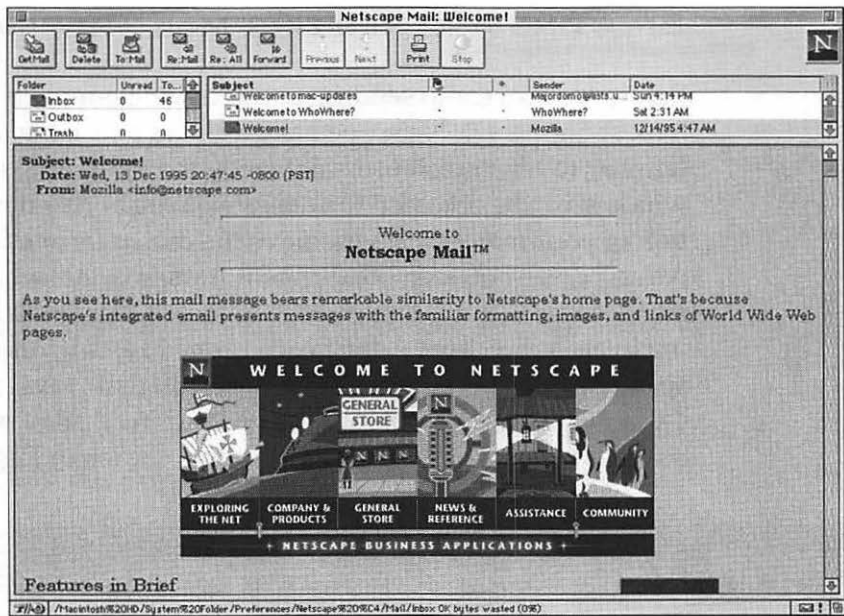 Netscape Mail: Welcome!
GetMail Delete To:Mail Re:Mail Re: All Forward Previous Next Print Stop
N
Folder Unread To...
Inbox 0 46
Outbox 0 0
Trash 0 0
Subject Sender Date
Welcome to mac-updates Majordomo@lists.u... Sun 4:14 PM
Welcome to WhoWhere? WhoWhere? Sat 2:31 AM
Welcome! Mozilla 12/14/95 4:47 AM
Subject: Welcome!
Date: Wed, 13 Dec 1995 20:47:45 -0800 (PST)
From: Mozilla <info@netscape.com>
Welcome to
Netscape Mail™
As you see here, this mail message bears remarkable similarity to Netscape's home page. That's because
Netscape's integrated email presents messages with the familiar formatting, images, and links of World Wide Web
pages.
N WELCOME TO NETSCAPE
GENERAL
STORE
N
N N N
EXPLORING
THE NET
COMPANY &
PRODUCTS
GENERAL
STORE
NEWS &
REFERENCE
ASSISTANCE
COMMUNITY
NETSCAPE BUSINESS APPLICATIONS
Features in Brief
/Macintosh%20HD/System%20Folder/Preferences/Netscape%20%C4/Mail/Inbox 0K bytes wasted (0%)